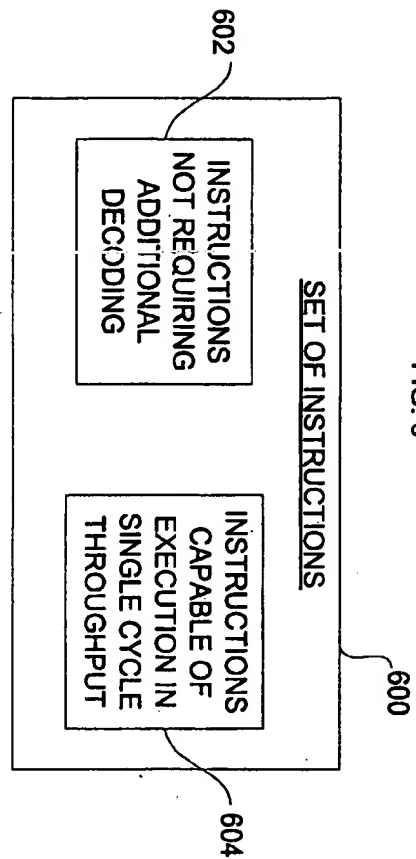 SET OF INSTRUCTIONS
600
602
INSTRUCTIONS
NOT REQUIRING
ADDITIONAL
DECODING
INSTRUCTIONS
CAPABLE OF
EXECUTION IN
SINGLE CYCLE
THROUGHPUT
604